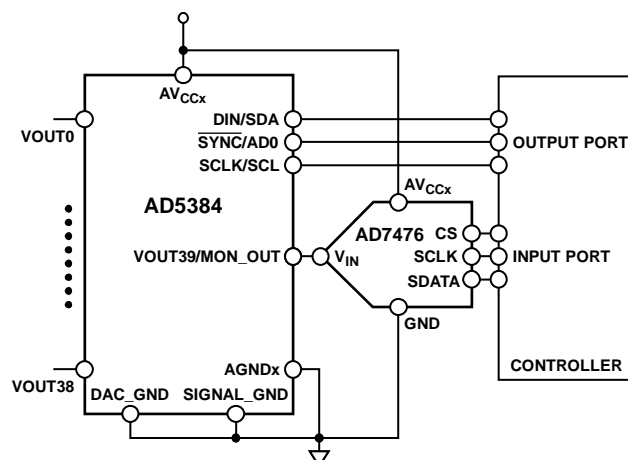 AVCCx
DIN/SDA
VOUT0
SYNC/AD0
OUTPUT PORT
SCLK/SCL
AVCCx
AD5384
AD7476
CS
VOUT39/MON_OUT
VIN
SCLK
INPUT PORT
SDATA
GND
AGNDx
CONTROLLER
VOUT38
DAC_GND
SIGNAL_GND